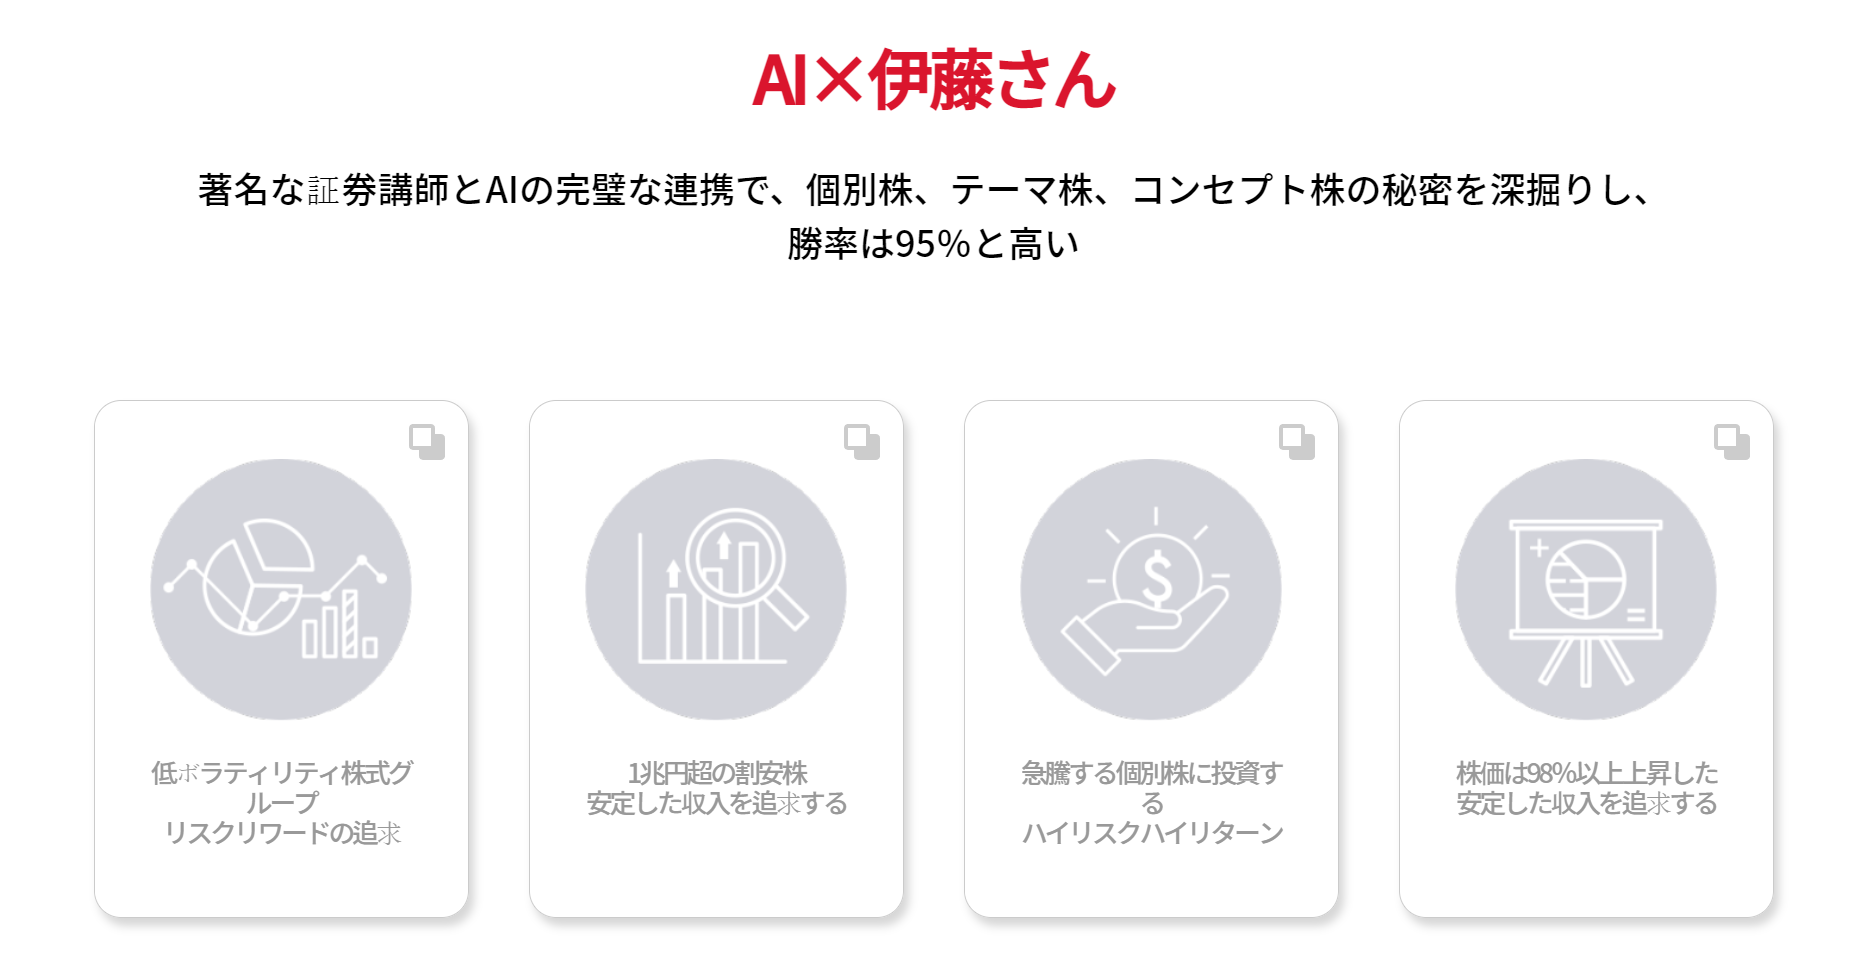 AI×伊藤さん
著名な証券講師とAIの完璧な連携で、個別株、テーマ株、コンセプト株の秘密を深掘りし、
勝率は95%と高い
低ボラティリティ株式グ
ループ
リスクリワードの追求
1兆円超の割安株
安定した収入を追求する
急騰する個別株に投資す
る
ハイリスクハイリターン
株価は98%以上上昇した
安定した収入を追求する